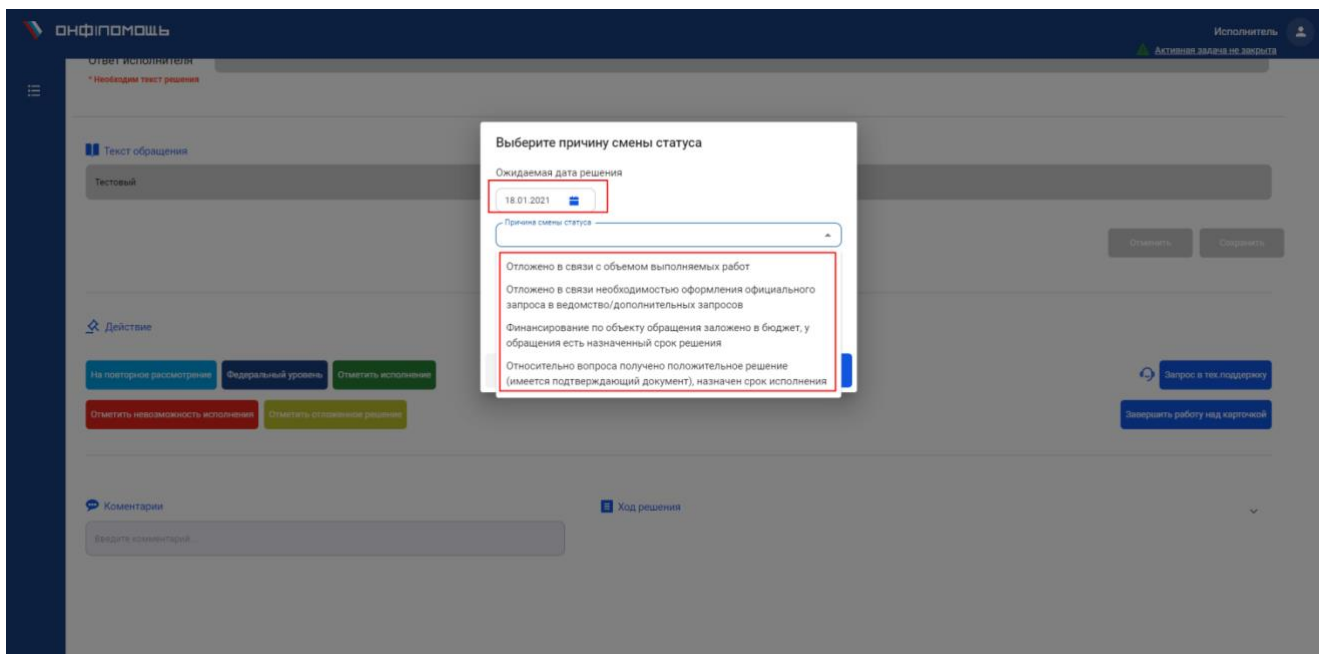 ОНФ|ПОМОЩЬ
Исполнитель
Активная задача не закрыта
Ответ исполнителя
* Необходим текст решения
Текст обращения
Тестовый
Выберите причину смены статуса
Ожидаемая дата решения
18.01.2021
Причина смены статуса
Отложено в связи с объемом выполняемых работ
Отложено в связи необходимостью оформления официального
запроса в ведомство/дополнительных запросов
Финансирование по объекту обращения заложено в бюджет, у
обращения есть назначенный срок решения
Относительно вопроса получено положительное решение
(имеется подтверждающий документ), назначен срок исполнения
Отменить
Сохранить
Действие
На повторное рассмотрение
Федеральный уровень
Отметить исполнение
Запрос в тех.поддержку
Отметить невозможность исполнения
Отметить отложенное решение
Завершить работу над карточкой
Коментарии
Ход решения
Введите комментарий...